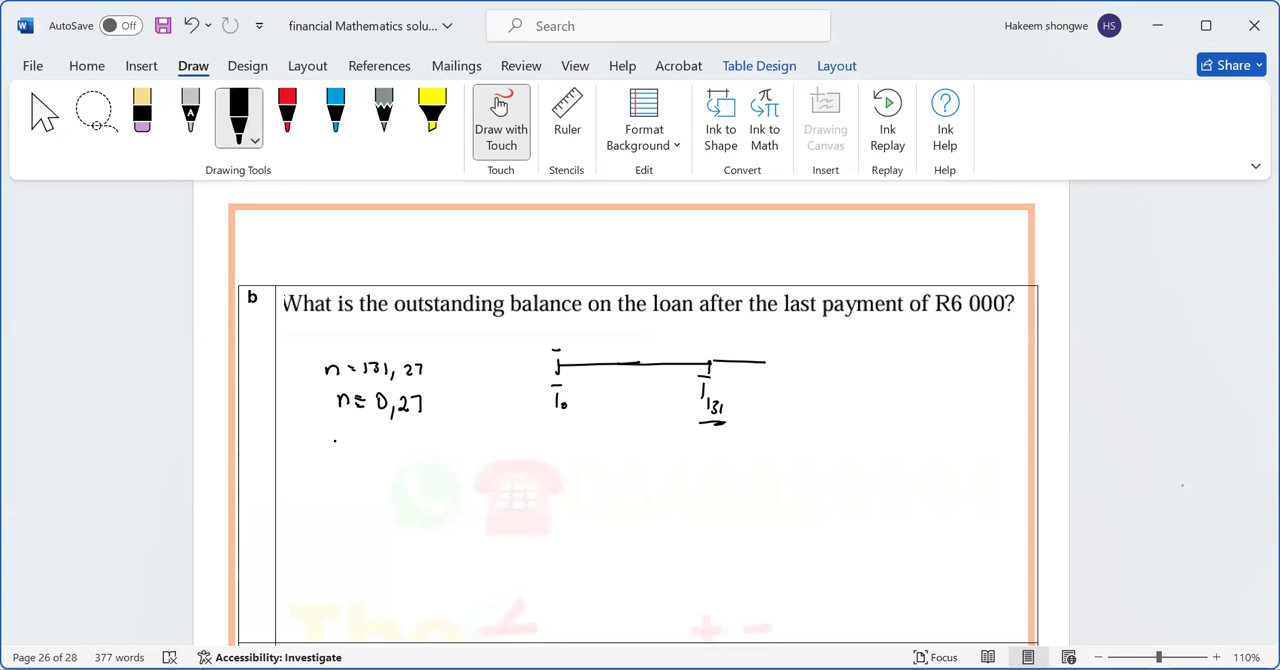 AutoSave Off financial Mathematics solu... Search Hakeem shongwe HS
File Home Insert Draw Design Layout References Mailings Review View Help Acrobat Table Design Layout Share
A
Draw with Touch Ruler Format Background Ink to Shape Ink to Math Drawing Canvas Ink Replay Ink Help
Drawing Tools Touch Stencils Edit Convert Insert Replay Help
b What is the outstanding balance on the loan after the last payment of R6 000?
n = 131,27
n = 0,27
T0
T131
Page 26 of 28 377 words Accessibility: Investigate Focus 110%